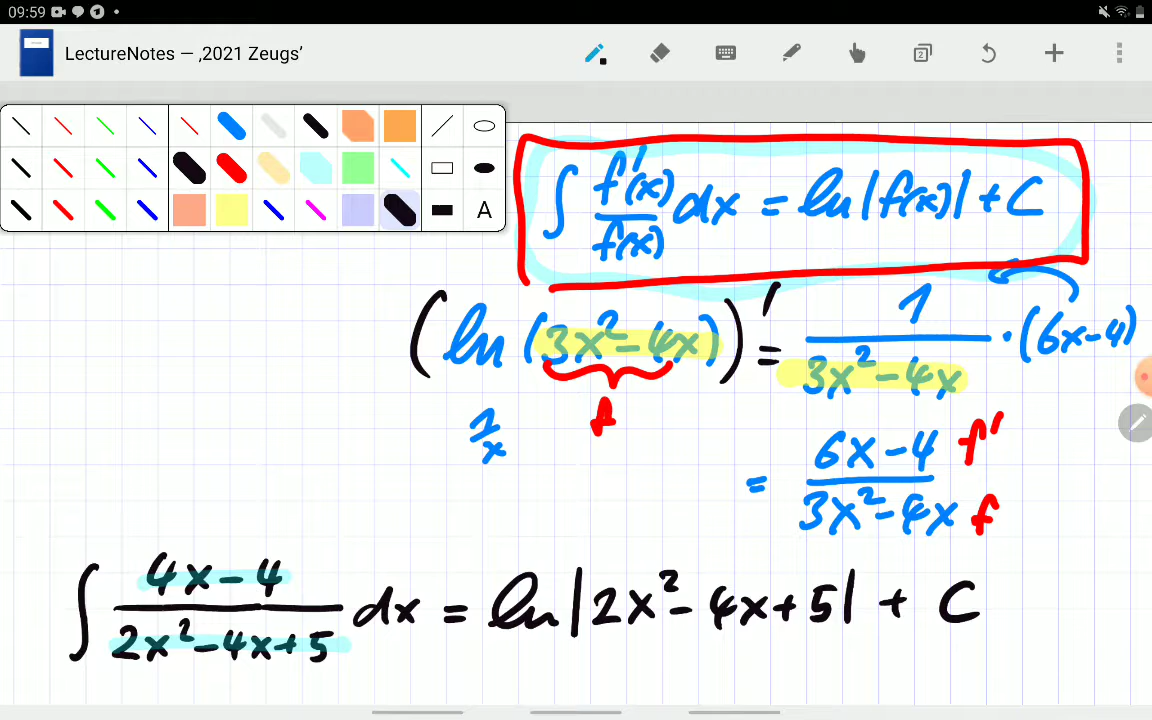 09:59
LectureNotes — ‚2021 Zeugs’
2
A
∫ f'(x)/f(x) dx = ln|f(x)| + C
(ln(3x²−4x))' = 1/(3x²−4x) · (6x−4)
1/x f
= (6x−4)/(3x²−4x) f' f
∫ (4x−4)/(2x²−4x+5) dx = ln|2x²−4x+5| + C